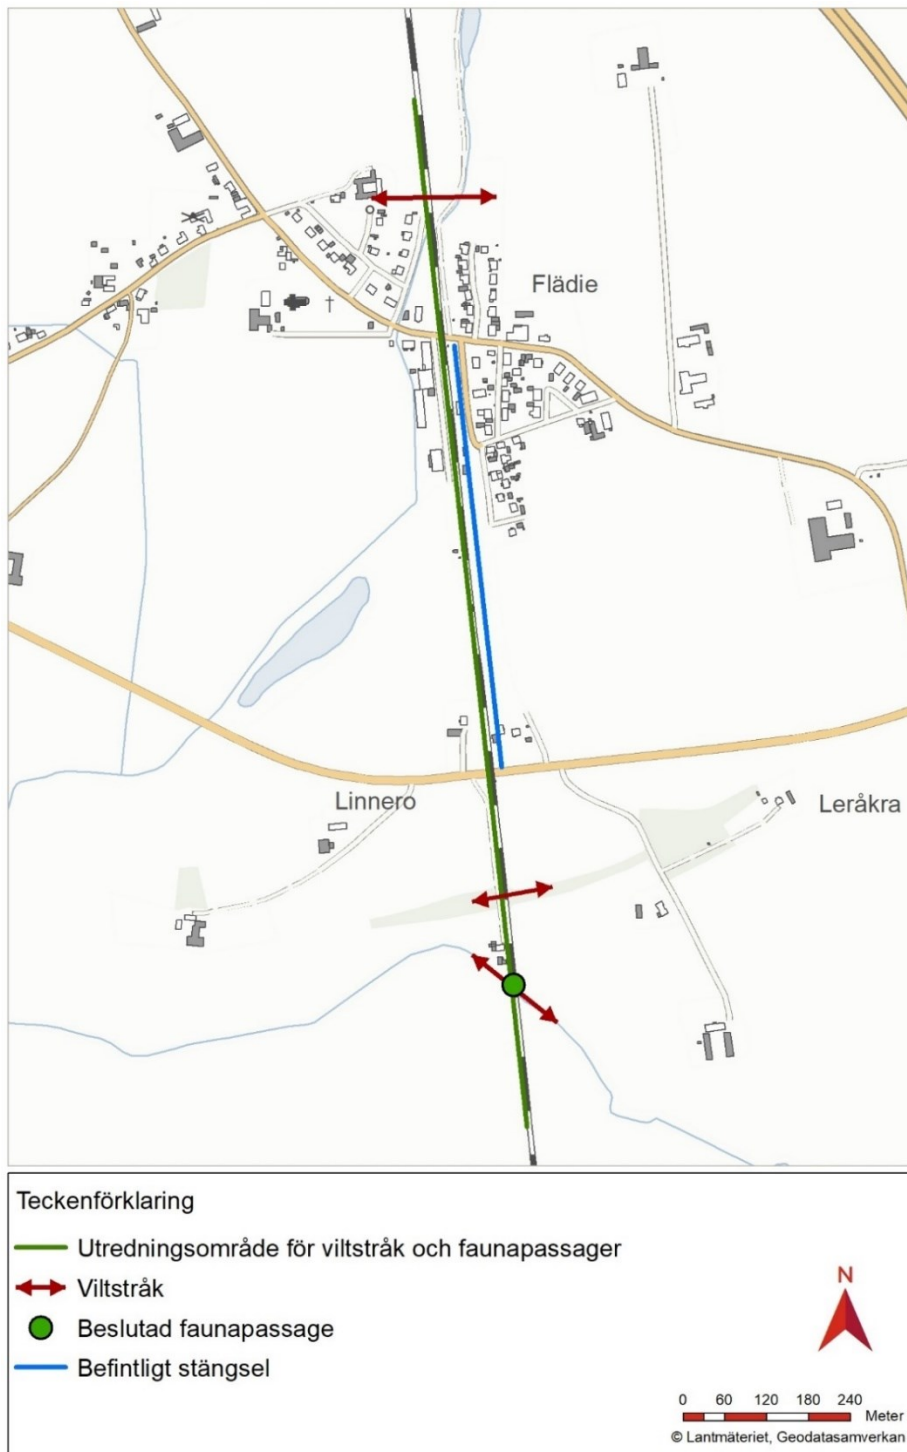 Flädie
Linnero
Leråkra
Teckenförklaring
Utredningsområde för viltstråk och faunapassager
Viltstråk
Beslutad faunapassage
Befintligt stängsel
N
0 60 120 180 240
Meter
© Lantmäteriet, Geodatasamverkan